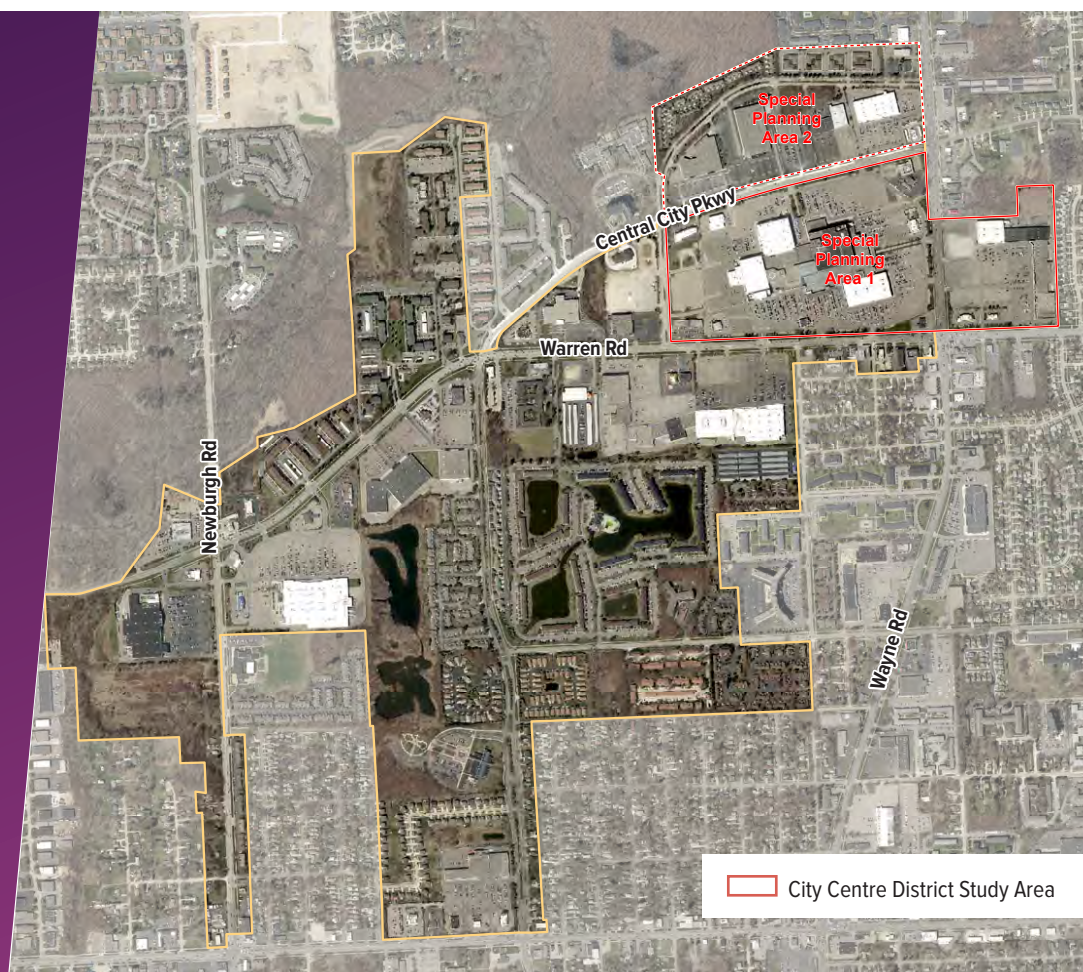 Special
Planning
Area 2
Central City Pkwy
Special
Planning
Area 1
Warren Rd
Newburgh Rd
Wayne Rd
City Centre District Study Area